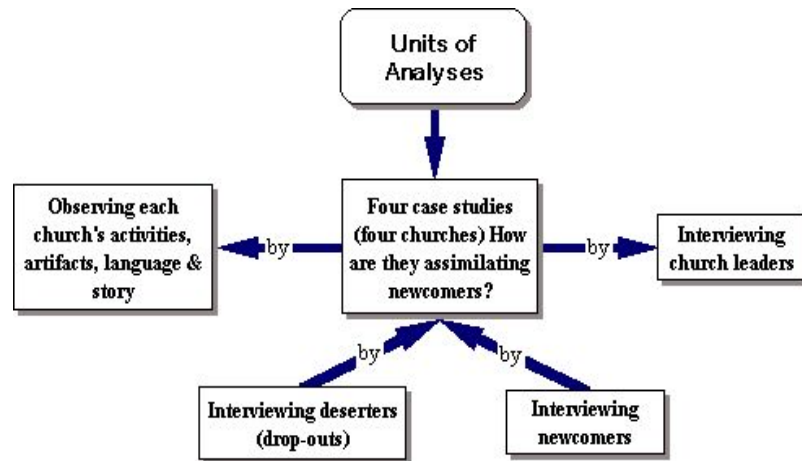 Units of
Analyses
Observing each
church's activities,
artifacts, language &
story
by
Four case studies
(four churches) How
are they assimilating
newcomers?
by
Interviewing
church leaders
by
by
Interviewing deserters
(drop-outs)
Interviewing
newcomers